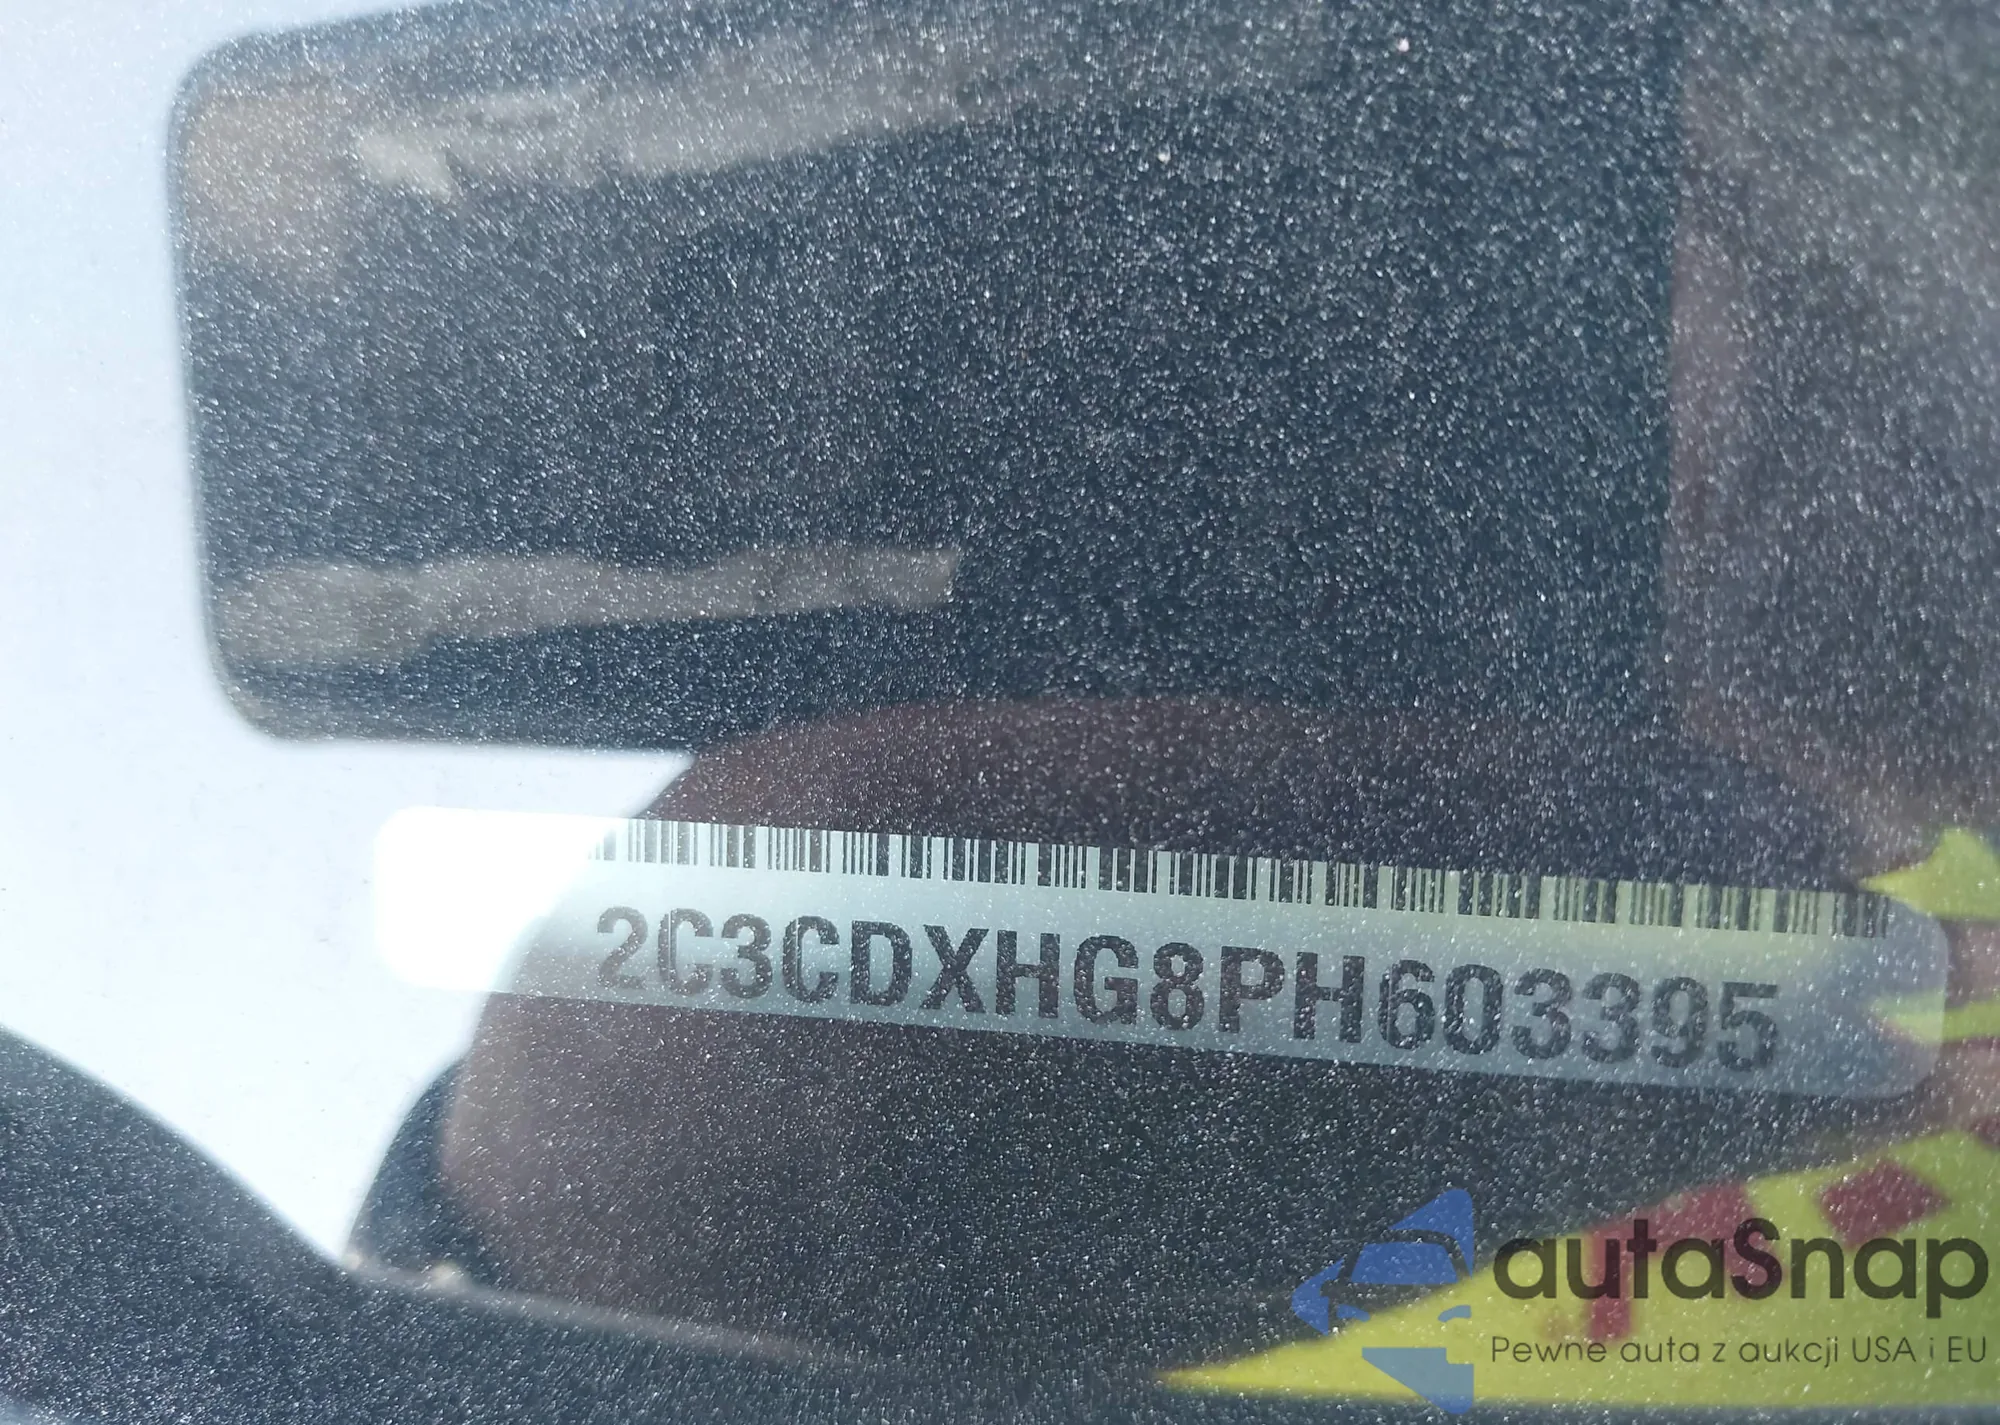 2C3CDXHG8PH603395
autaSnap
Pewne auta z aukcji USA i EU